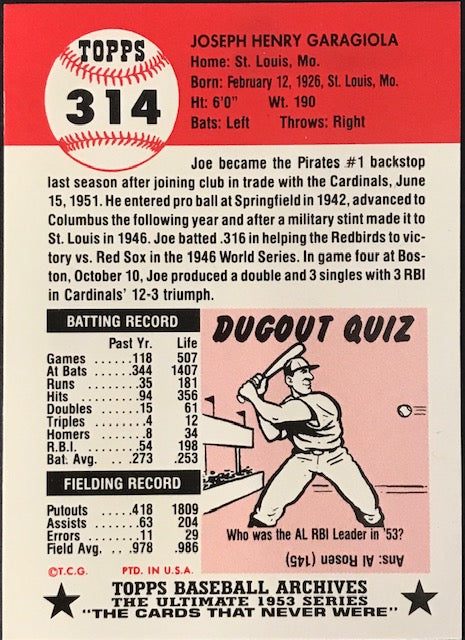 TOPPS
314
JOSEPH HENRY GARAGIOLA
Home: St. Louis, Mo.
Born: February 12, 1926, St. Louis, Mo.
Ht: 6'0" Wt. 190
Bats: Left Throws: Right
Joe became the Pirates #1 backstop
last season after joining club in trade with the Cardinals, June
15, 1951. He entered pro ball at Springfield in 1942, advanced to
Columbus the following year and after a military stint made it to
St. Louis in 1946. Joe batted .316 in helping the Redbirds to vic-
tory vs. Red Sox in the 1946 World Series. In game four at Bos-
ton, October 10, Joe produced a double and 3 singles with 3 RBI
in Cardinals' 12-3 triumph.
BATTING RECORD
Past Yr. Life
Games ......118 507
At Bats .....344 1407
Runs ........35 181
Hits .........94 356
Doubles .....15 61
Triples .......4 12
Homers ......8 34
R.B.I. .......54 198
Bat. Avg. ...273 .253
FIELDING RECORD
Putouts ....418 1809
Assists .....63 204
Errors ......11 29
Field Avg. ..978 .986
DUGOUT QUIZ
Who was the AL RBI Leader in '53?
Ans: Al Rosen (145)
©T.C.G. PTD. IN U.S.A.
TOPPS BASEBALL ARCHIVES
THE ULTIMATE 1953 SERIES
"THE CARDS THAT NEVER WERE"